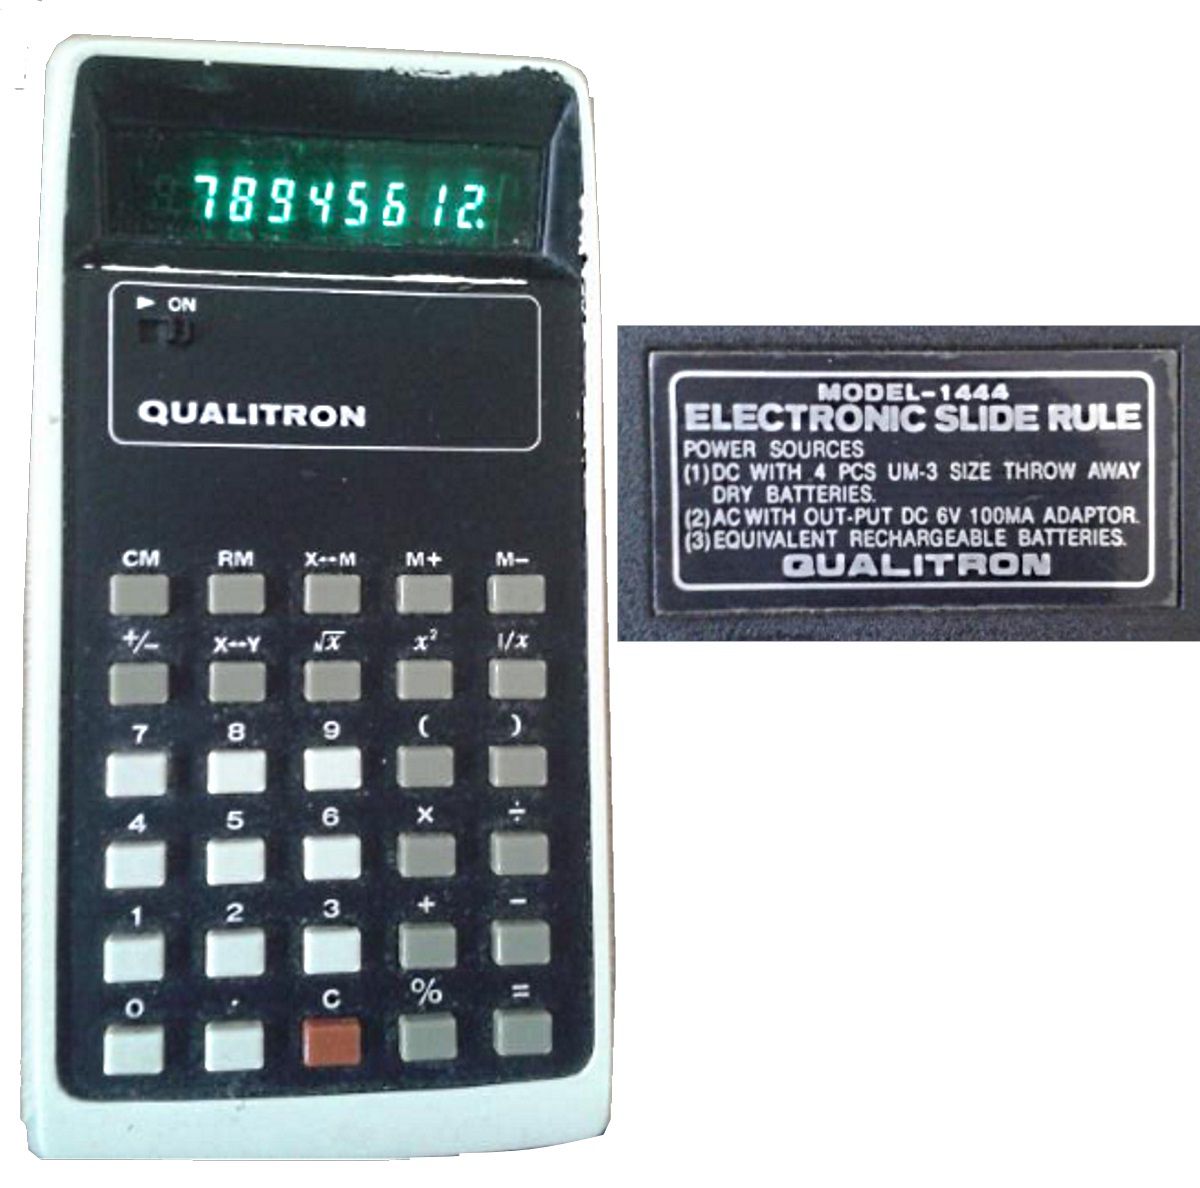 78945612.
► ON
QUALITRON
CM RM X↔M M+ M−
+/− X↔Y √x x² 1/x
7 8 9 ( )
4 5 6 × ÷
1 2 3 + −
0 . C % =
MODEL-1444
ELECTRONIC SLIDE RULE
POWER SOURCES
(1) DC WITH 4 PCS UM-3 SIZE THROW AWAY
DRY BATTERIES.
(2) AC WITH OUT-PUT DC 6V 100MA ADAPTOR.
(3) EQUIVALENT RECHARGEABLE BATTERIES.
QUALITRON